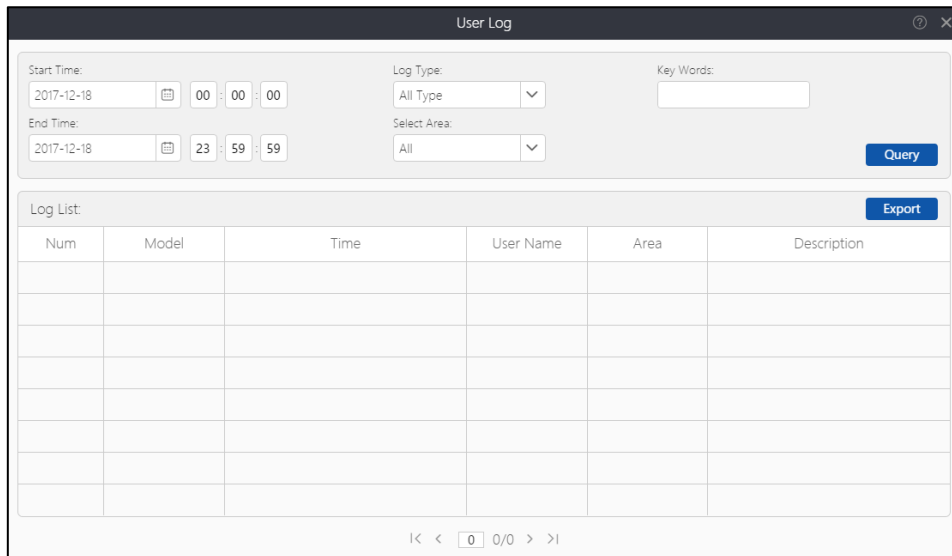 User Log
Start Time: Log Type: Key Words:
2017-12-18 00 : 00 : 00 All Type
End Time: Select Area:
2017-12-18 23 : 59 : 59 All
Query
Log List: Export
Num Model Time User Name Area Description
0 0/0